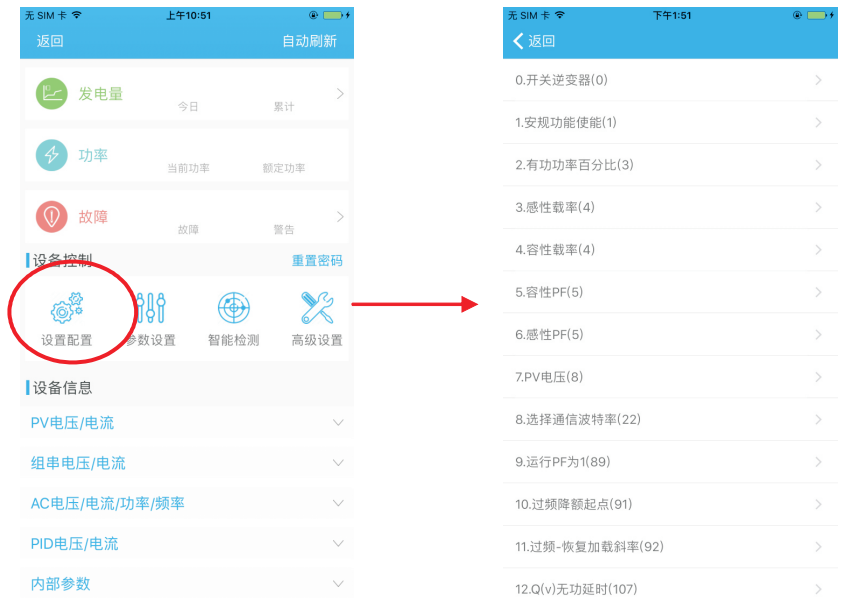 无 SIM 卡 上午10:51
返回 自动刷新
发电量
今日 累计
功率
当前功率 额定功率
故障
故障 警告
设备控制 重置密码
设置配置 参数设置 智能检测 高级设置
设备信息
PV电压/电流
组串电压/电流
AC电压/电流/功率/频率
PID电压/电流
内部参数
无 SIM 卡 下午1:51
返回
0.开关逆变器(0)
1.安规功能使能(1)
2.有功功率百分比(3)
3.感性载率(4)
4.容性载率(4)
5.容性PF(5)
6.感性PF(5)
7.PV电压(8)
8.选择通信波特率(22)
9.运行PF为1(89)
10.过频降额起点(91)
11.过频-恢复加载斜率(92)
12.Q(v)无功延时(107)